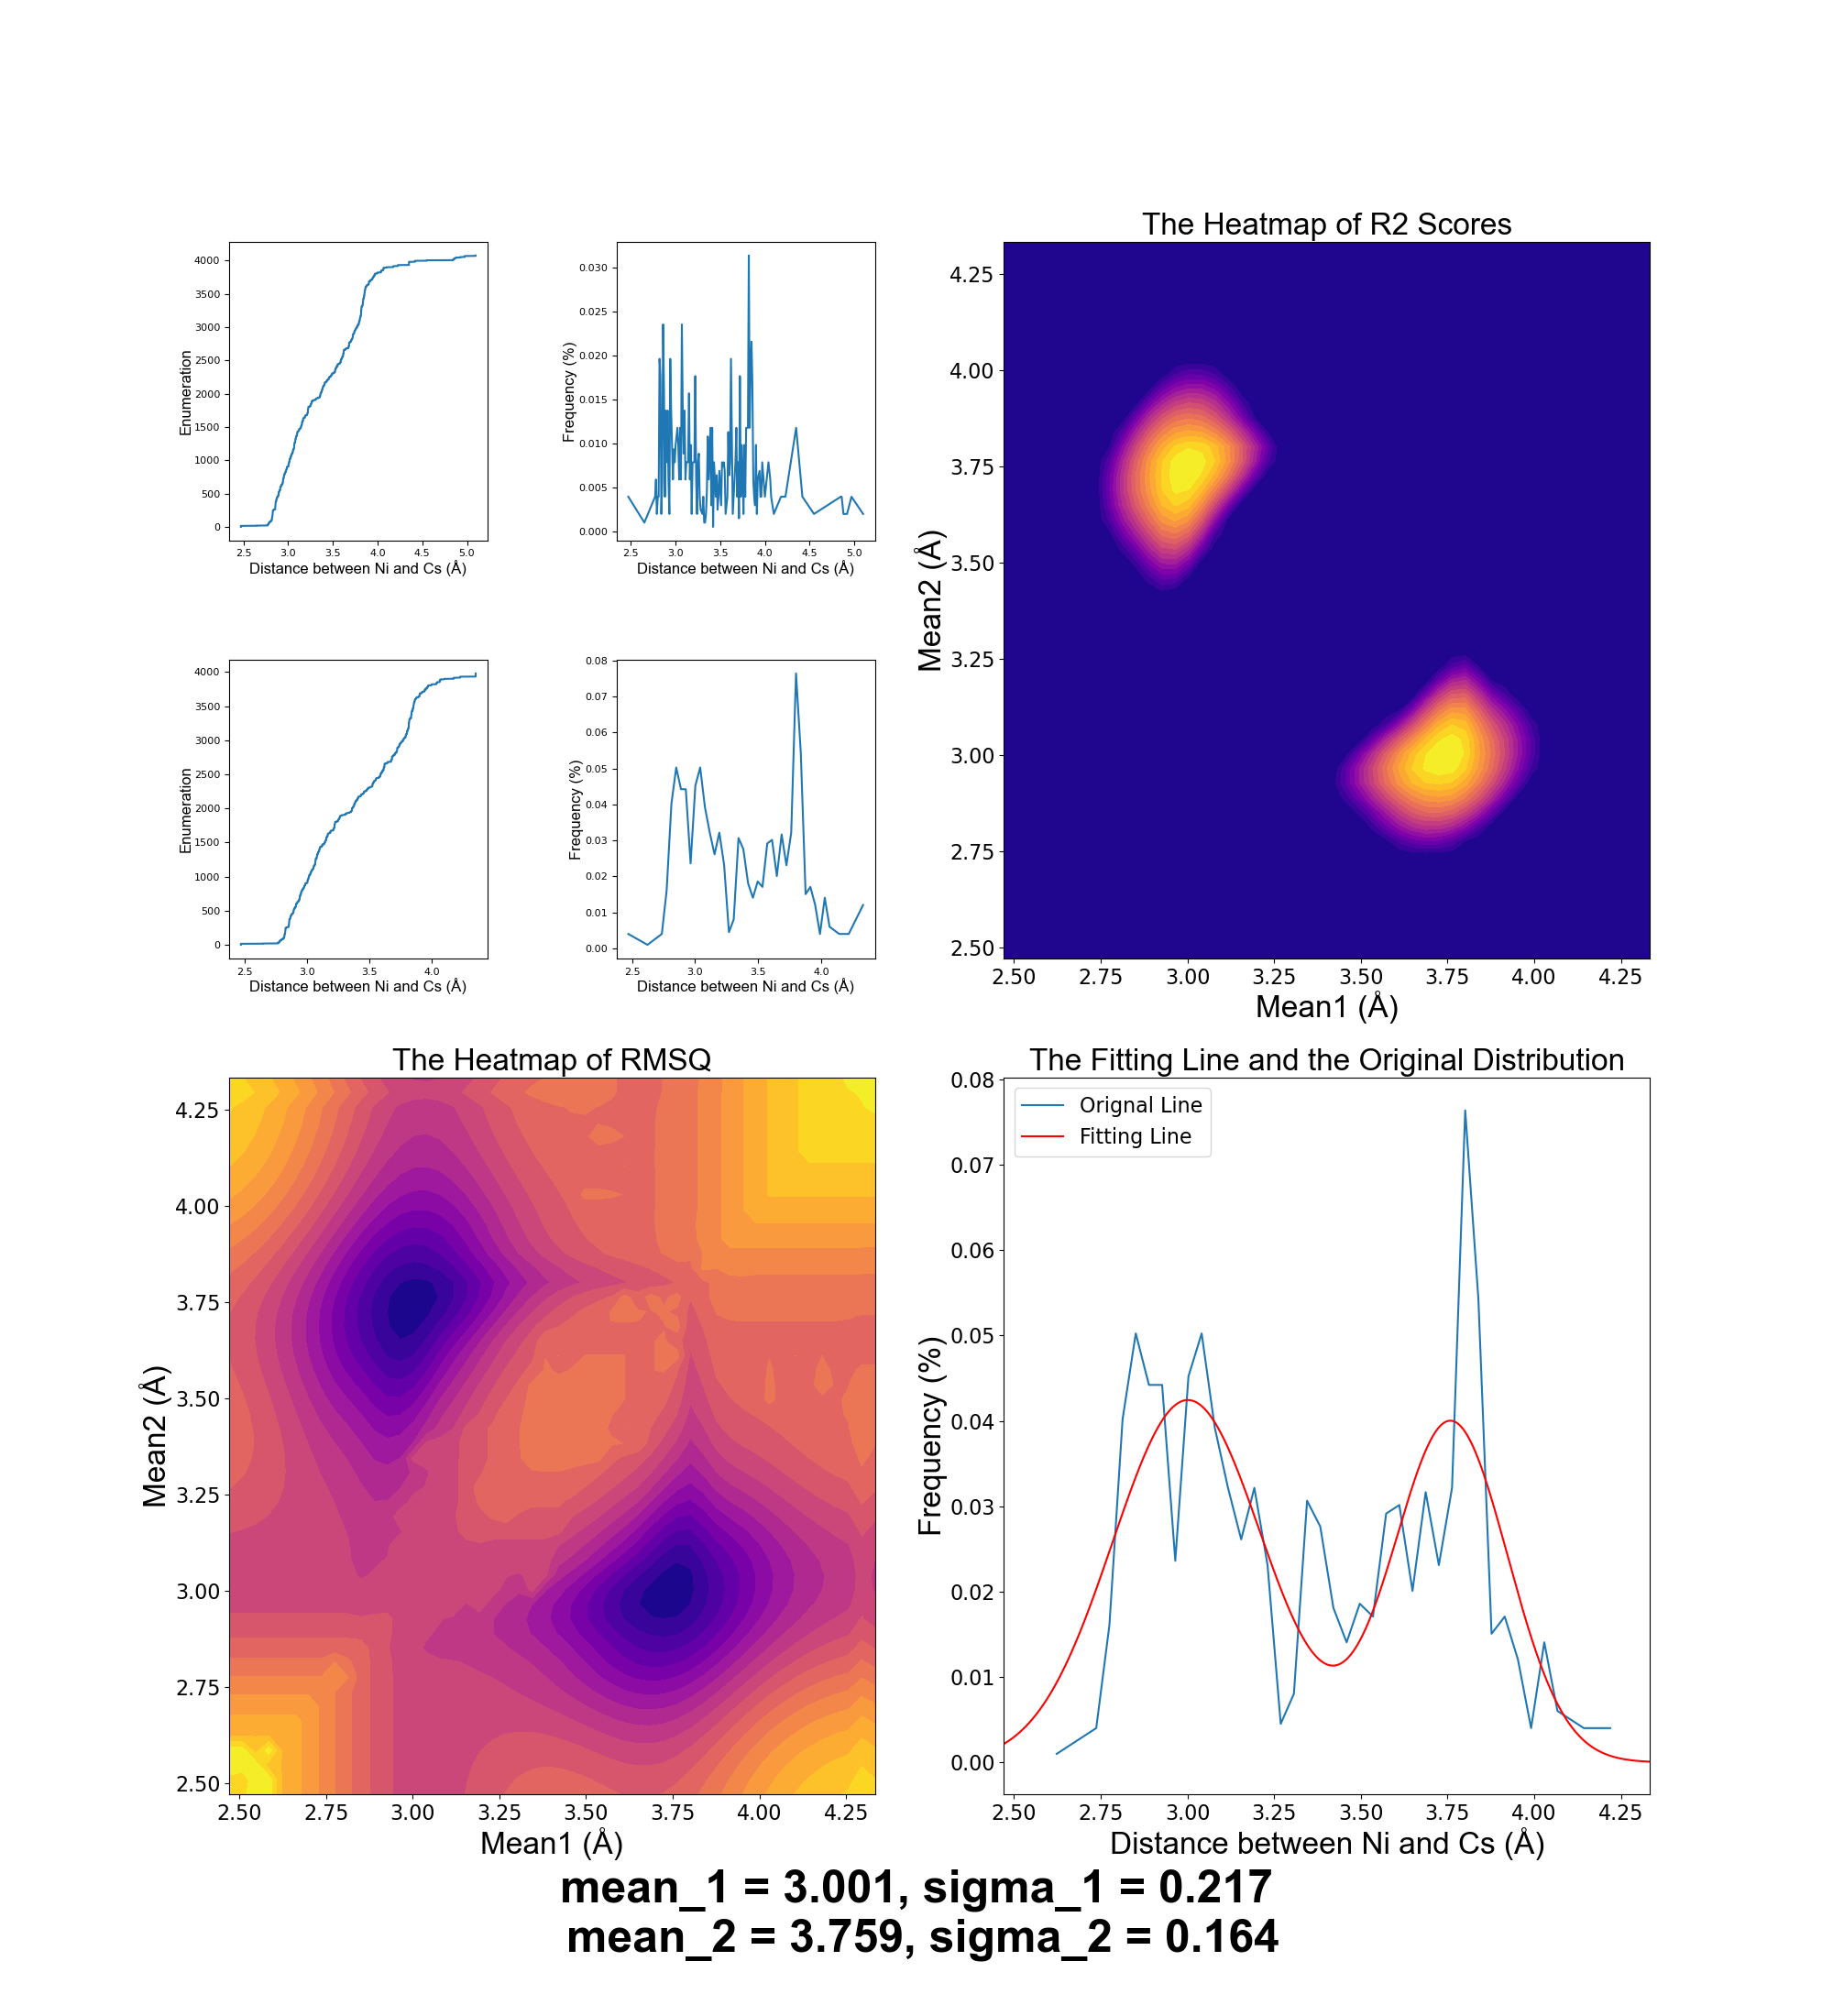 The Heatmap of R2 Scores
4000
3500
3000
2500
2000
1500
1000
500
0
Enumeration
2.5 3.0 3.5 4.0 4.5 5.0
Distance between Ni and Cs (Å)
0.030
0.025
0.020
0.015
0.010
0.005
0.000
Frequency (%)
2.5 3.0 3.5 4.0 4.5 5.0
Distance between Ni and Cs (Å)
4.25
4.00
3.75
3.50
3.25
3.00
2.75
2.50
Mean2 (Å)
2.50 2.75 3.00 3.25 3.50 3.75 4.00 4.25
Mean1 (Å)
4000
3500
3000
2500
2000
1500
1000
500
0
Enumeration
2.5 3.0 3.5 4.0
Distance between Ni and Cs (Å)
0.08
0.07
0.06
0.05
0.04
0.03
0.02
0.01
0.00
Frequency (%)
2.5 3.0 3.5 4.0
Distance between Ni and Cs (Å)
The Heatmap of RMSQ
4.25
4.00
3.75
3.50
3.25
3.00
2.75
2.50
Mean2 (Å)
2.50 2.75 3.00 3.25 3.50 3.75 4.00 4.25
Mean1 (Å)
The Fitting Line and the Original Distribution
Orignal Line
Fitting Line
0.08
0.07
0.06
0.05
0.04
0.03
0.02
0.01
0.00
Frequency (%)
2.50 2.75 3.00 3.25 3.50 3.75 4.00 4.25
Distance between Ni and Cs (Å)
mean_1 = 3.001, sigma_1 = 0.217
mean_2 = 3.759, sigma_2 = 0.164